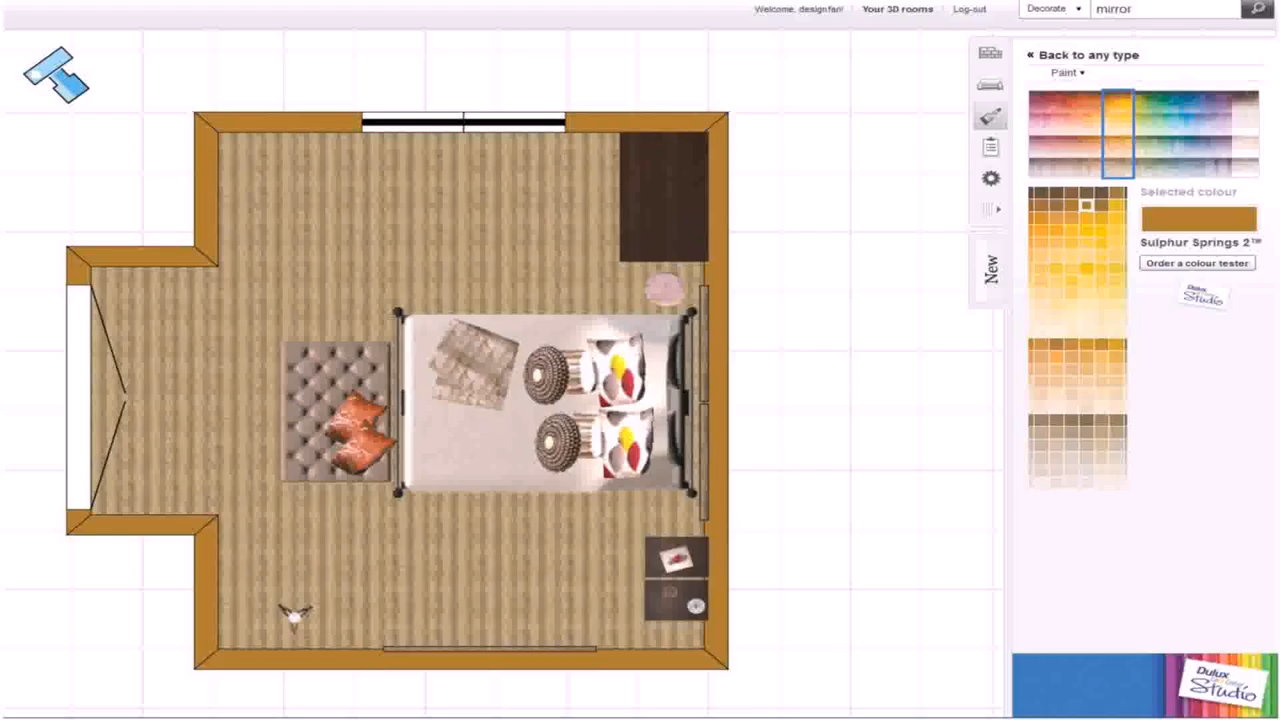 Welcome, designfan! Your 3D rooms Log-out Decorate mirror
« Back to any type
Paint
Selected colour
Sulphur Springs 2™
Order a colour tester
Dulux
Studio
New
Dulux
Studio